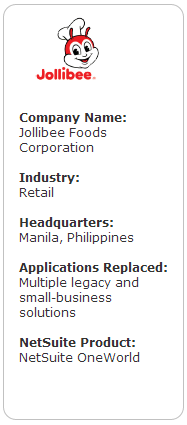 Jollibee
Company Name:
Jollibee Foods
Corporation
Industry:
Retail
Headquarters:
Manila, Philippines
Applications Replaced:
Multiple legacy and
small-business
solutions
NetSuite Product:
NetSuite OneWorld